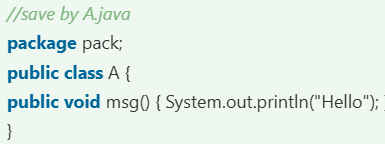 //save by A.java
package pack;
public class A {
public void msg() { System.out.println("Hello"); }
}